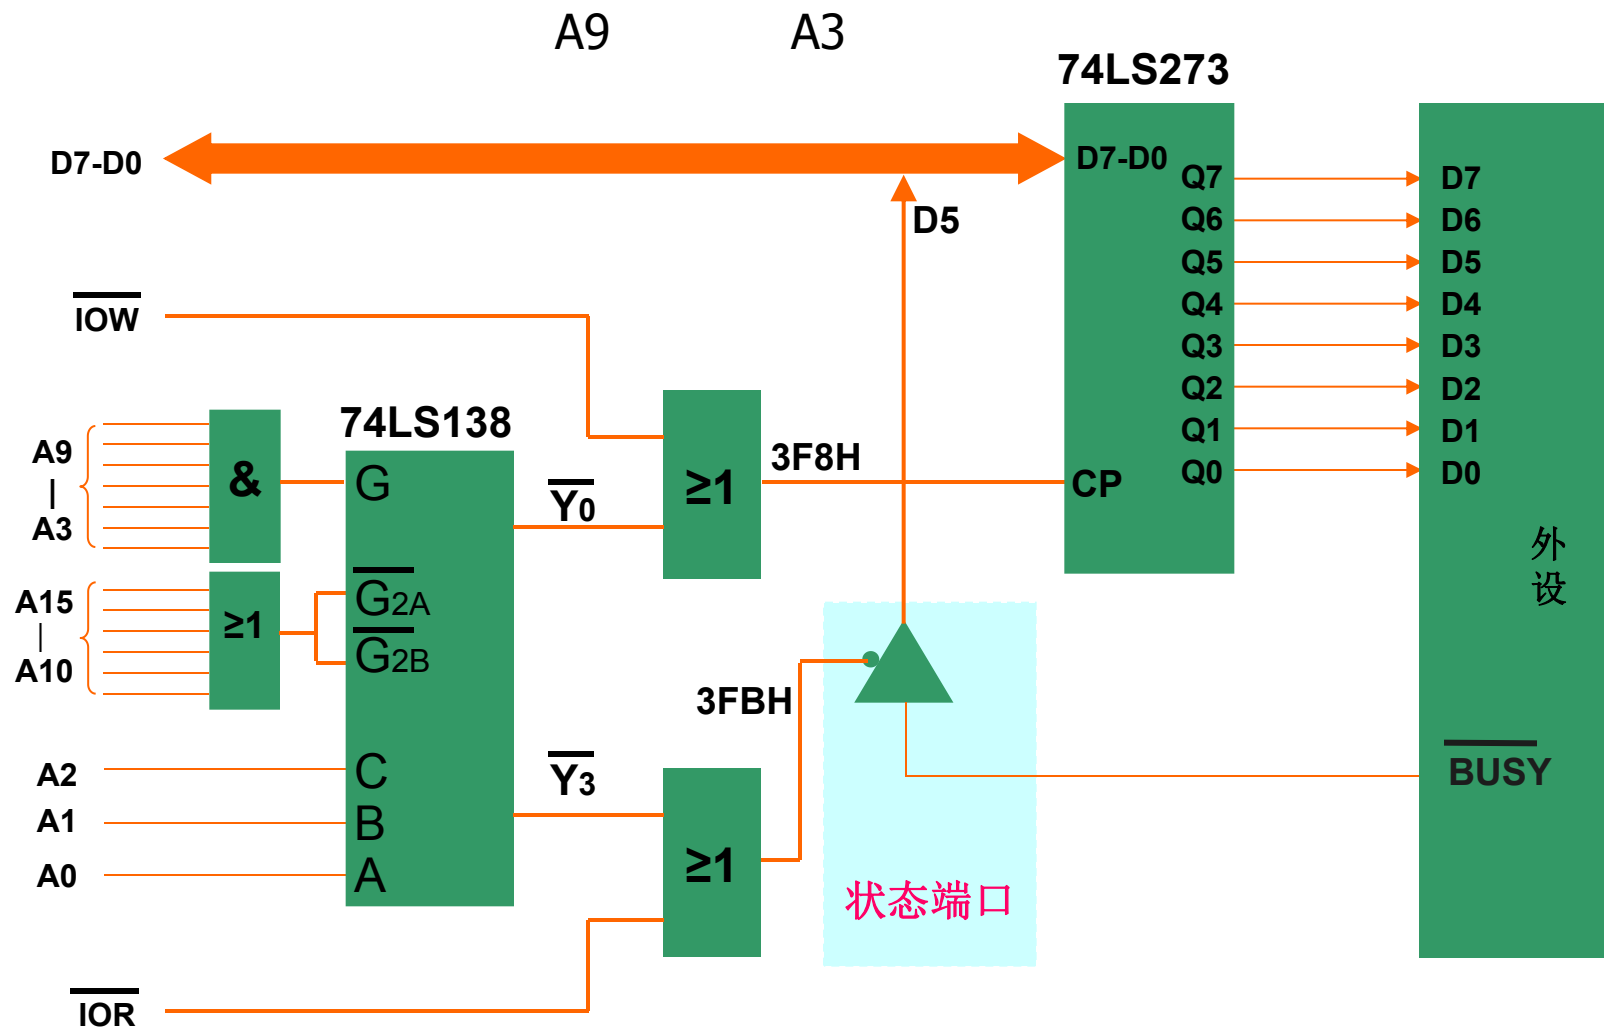 A9 A3
74LS273
D7-D0
D7-D0
Q7
Q6
Q5
Q4
Q3
Q2
Q1
Q0
CP
D7
D6
D5
D4
D3
D2
D1
D0
外
设
BUSY
D5
IOW
A9
|
A3
&
74LS138
G
G2A
G2B
C
B
A
A15
|
A10
≥1
A2
A1
A0
Y0
≥1
3F8H
Y3
≥1
3FBH
状态端口
IOR